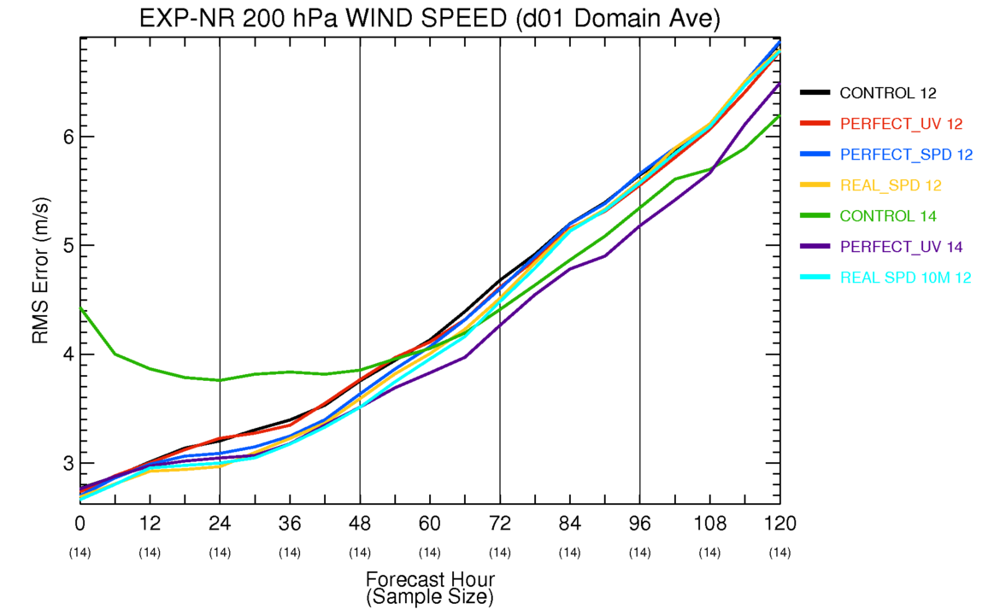 EXP-NR 200 hPa WIND SPEED (d01 Domain Ave)
RMS Error (m/s)
6
5
4
3
0 12 24 36 48 60 72 84 96 108 120
(14) (14) (14) (14) (14) (14) (14) (14) (14) (14) (14)
Forecast Hour
(Sample Size)
CONTROL 12
PERFECT_UV 12
PERFECT_SPD 12
REAL_SPD 12
CONTROL 14
PERFECT_UV 14
REAL SPD 10M 12